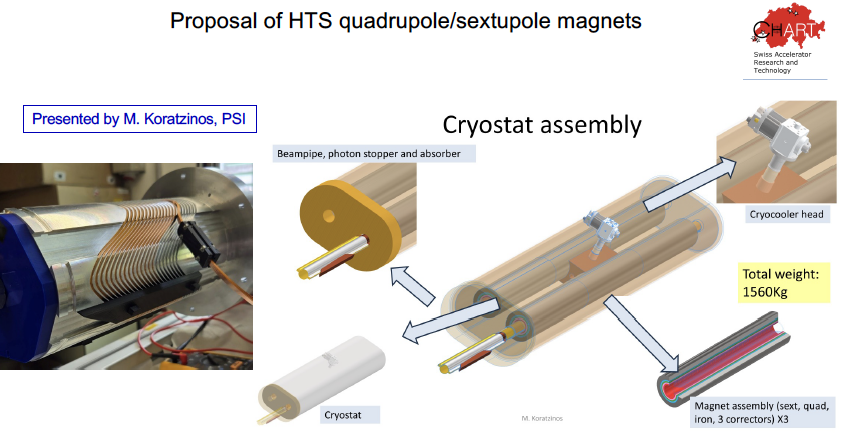 Proposal of HTS quadrupole/sextupole magnets
CHART
Swiss Accelerator
Research and
Technology
Presented by M. Koratzinos, PSI
Cryostat assembly
Beampipe, photon stopper and absorber
Cryocooler head
Total weight:
1560Kg
Cryostat
Magnet assembly (sext, quad,
iron, 3 correctors) X3
M. Koratzinos